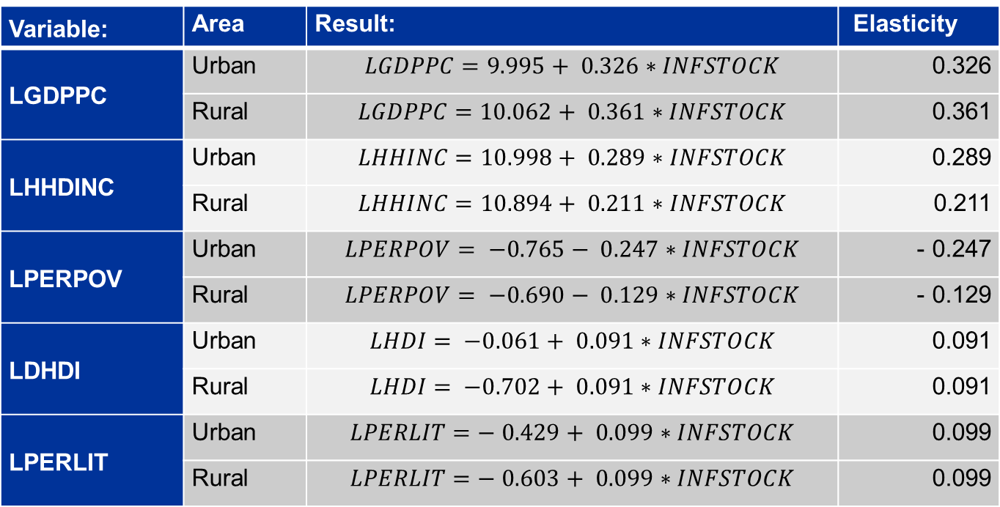 Variable: Area Result: Elasticity
LGDPPC
Urban LGDPPC = 9.995 + 0.326 ∗ INFSTOCK 0.326
Rural LGDPPC = 10.062 + 0.361 ∗ INFSTOCK 0.361
LHHDINC
Urban LHHINC = 10.998 + 0.289 ∗ INFSTOCK 0.289
Rural LHHINC = 10.894 + 0.211 ∗ INFSTOCK 0.211
LPERPOV
Urban LPERPOV = −0.765 − 0.247 ∗ INFSTOCK - 0.247
Rural LPERPOV = −0.690 − 0.129 ∗ INFSTOCK - 0.129
LDHDI
Urban LHDI = −0.061 + 0.091 ∗ INFSTOCK 0.091
Rural LHDI = −0.702 + 0.091 ∗ INFSTOCK 0.091
LPERLIT
Urban LPERLIT = − 0.429 + 0.099 ∗ INFSTOCK 0.099
Rural LPERLIT = − 0.603 + 0.099 ∗ INFSTOCK 0.099